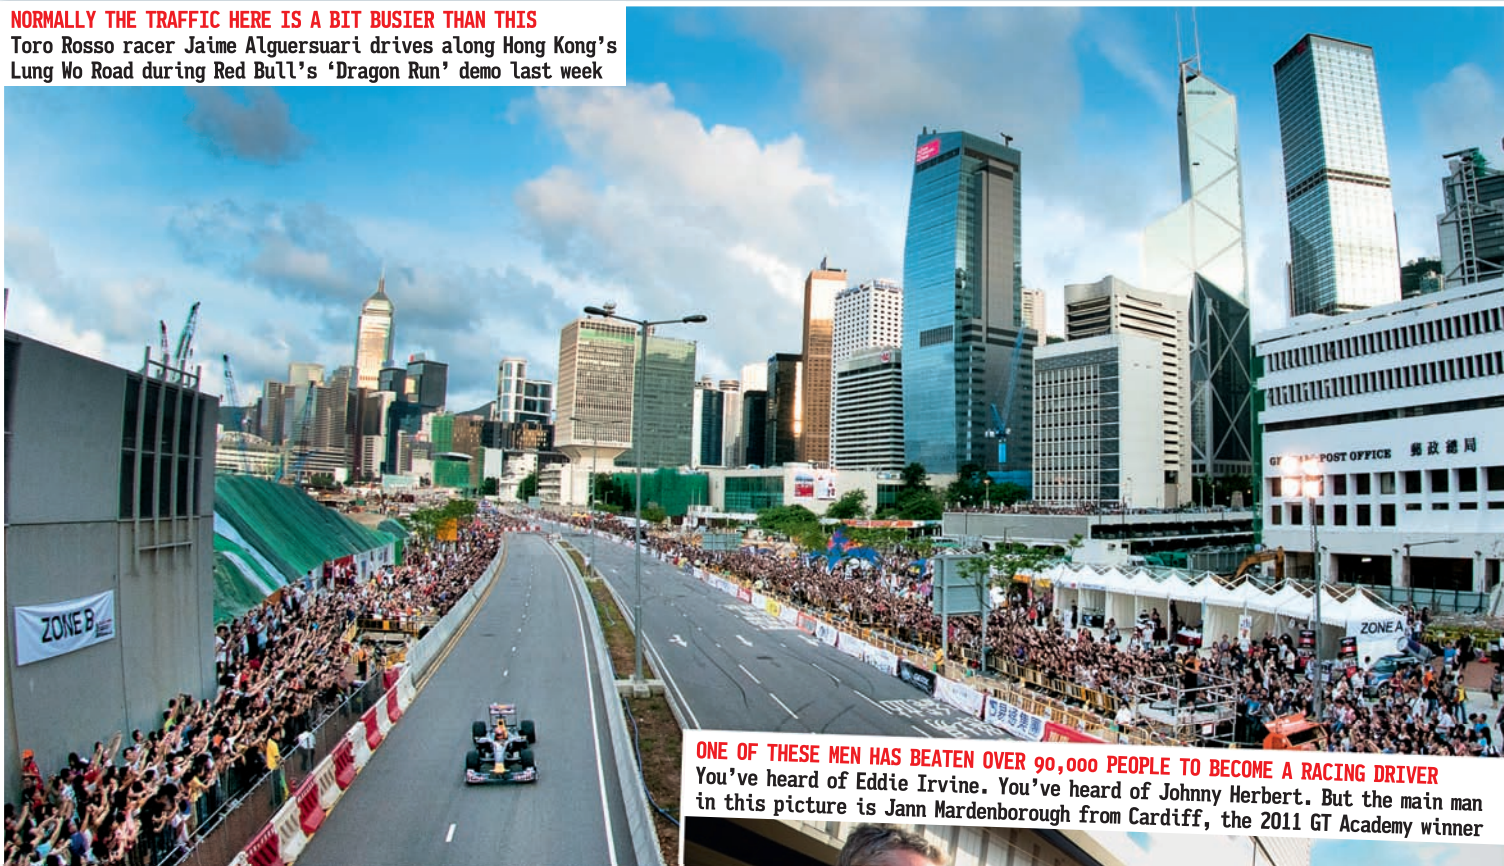 NORMALLY THE TRAFFIC HERE IS A BIT BUSIER THAN THIS
Toro Rosso racer Jaime Alguersuari drives along Hong Kong's
Lung Wo Road during Red Bull's ‘Dragon Run’ demo last week
ZONE B
POST OFFICE 郵政總局
ZONE A
ONE OF THESE MEN HAS BEATEN OVER 90,000 PEOPLE TO BECOME A RACING DRIVER
You've heard of Eddie Irvine. You've heard of Johnny Herbert. But the main man
in this picture is Jann Mardenborough from Cardiff, the 2011 GT Academy winner